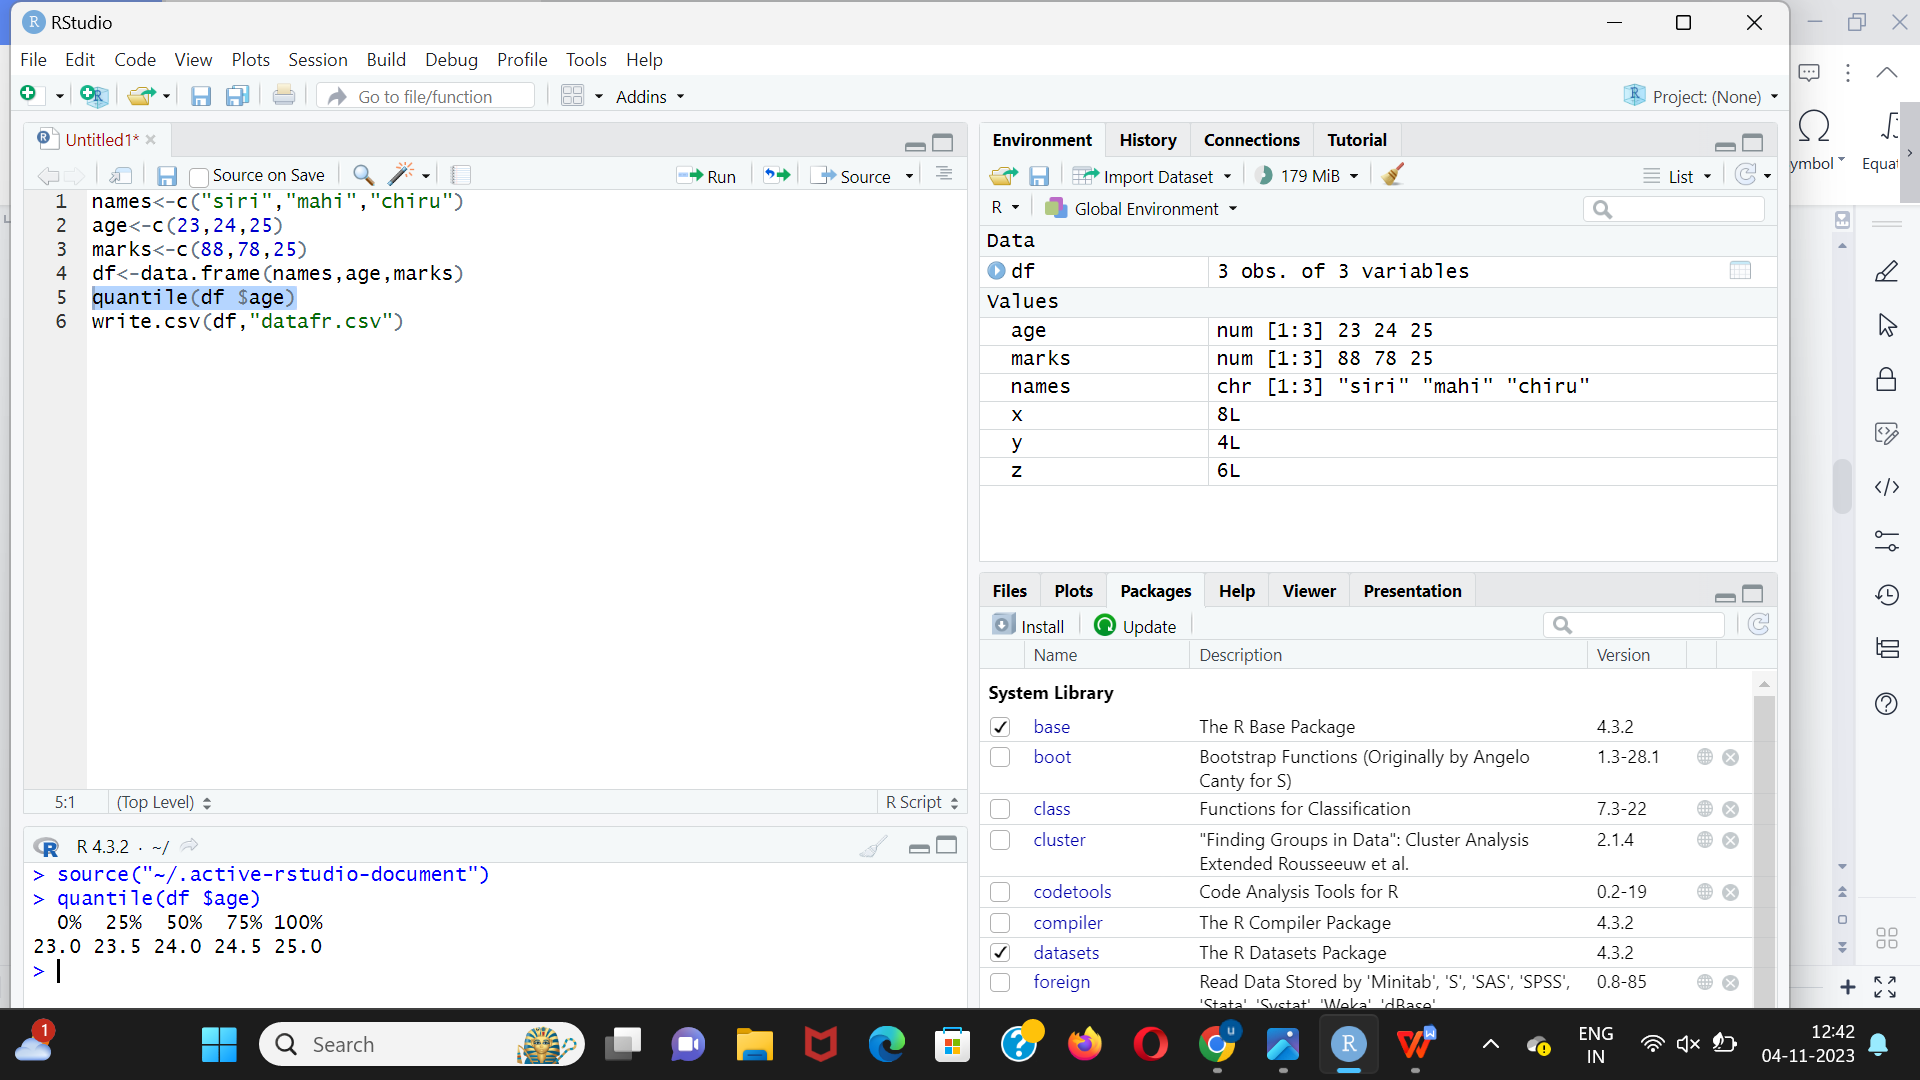 RStudio
File Edit Code View Plots Session Build Debug Profile Tools Help
Go to file/function Addins Project: (None)
Untitled1*
Source on Save Run Source
1 names<-c("siri","mahi","chiru")
2 age<-c(23,24,25)
3 marks<-c(88,78,25)
4 df<-data.frame(names,age,marks)
5 quantile(df $age)
6 write.csv(df,"datafr.csv")
5:1 (Top Level) R Script
R 4.3.2 · ~/
> source("~/.active-rstudio-document")
> quantile(df $age)
0% 25% 50% 75% 100%
23.0 23.5 24.0 24.5 25.0
>
Environment History Connections Tutorial
Import Dataset 179 MiB List
R Global Environment
Data
df 3 obs. of 3 variables
Values
age num [1:3] 23 24 25
marks num [1:3] 88 78 25
names chr [1:3] "siri" "mahi" "chiru"
x 8L
y 4L
z 6L
Files Plots Packages Help Viewer Presentation
Install Update
Name Description Version
System Library
base The R Base Package 4.3.2
boot Bootstrap Functions (Originally by Angelo 1.3-28.1
Canty for S)
class Functions for Classification 7.3-22
cluster "Finding Groups in Data": Cluster Analysis 2.1.4
Extended Rousseeuw et al.
codetools Code Analysis Tools for R 0.2-19
compiler The R Compiler Package 4.3.2
datasets The R Datasets Package 4.3.2
foreign Read Data Stored by 'Minitab', 'S', 'SAS', 'SPSS', 0.8-85
'Stata', 'Systat', 'Weka', 'dBase',
ymbol Equat
1 Search
ENG
IN
12:42
04-11-2023